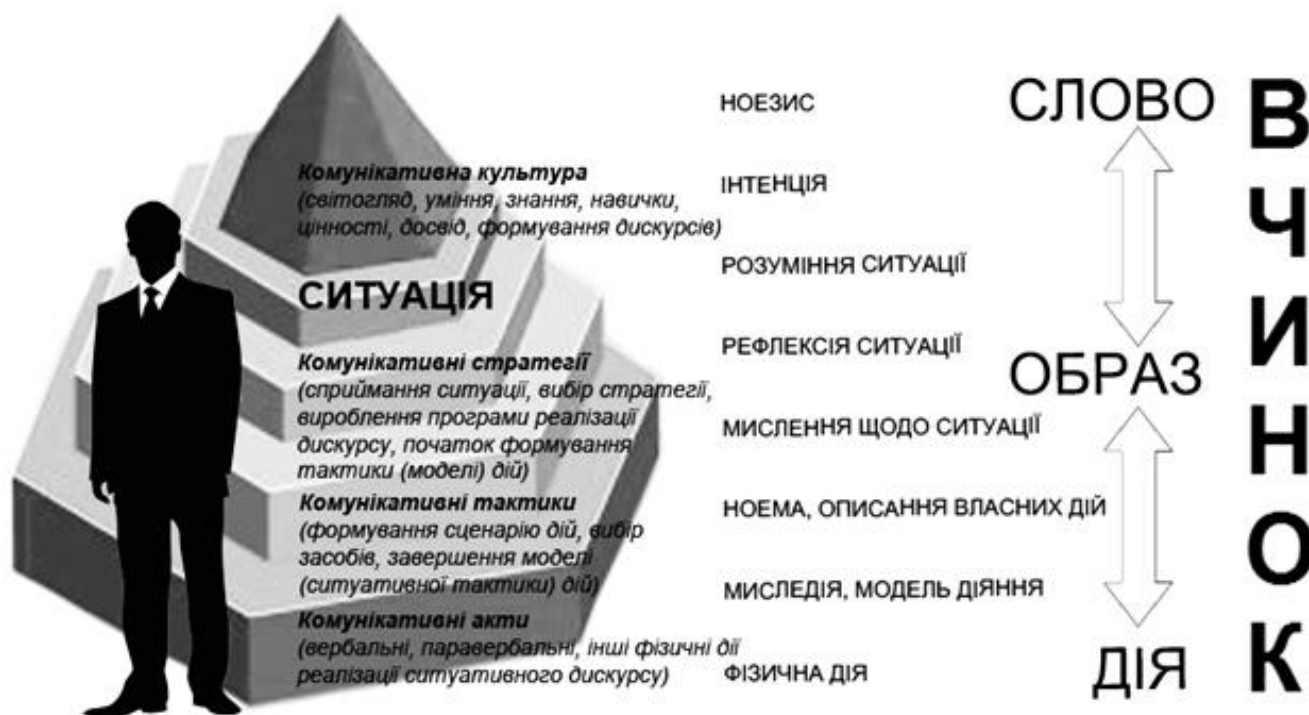 Комунікативна культура
(світогляд, уміння, знання, навички,
цінності, досвід, формування дискурсів)
СИТУАЦІЯ
Комунікативні стратегії
(сприймання ситуації, вибір стратегії,
вироблення програми реалізації
дискурсу, початок формування
тактики (моделі) дій)
Комунікативні тактики
(формування сценарію дій, вибір
засобів, завершення моделі
(ситуативної тактики) дій)
Комунікативні акти
(вербальні, паравербальні, інші фізичні дії
реалізації ситуативного дискурсу)
НОЕЗИС
ІНТЕНЦІЯ
РОЗУМІННЯ СИТУАЦІЇ
РЕФЛЕКСІЯ СИТУАЦІЇ
МИСЛЕННЯ ЩОДО СИТУАЦІЇ
НОЕМА, ОПИСАННЯ ВЛАСНИХ ДІЙ
МИСЛЕДІЯ, МОДЕЛЬ ДІЯННЯ
ФІЗИЧНА ДІЯ
СЛОВО
ОБРАЗ
ДІЯ
ВЧИНОК